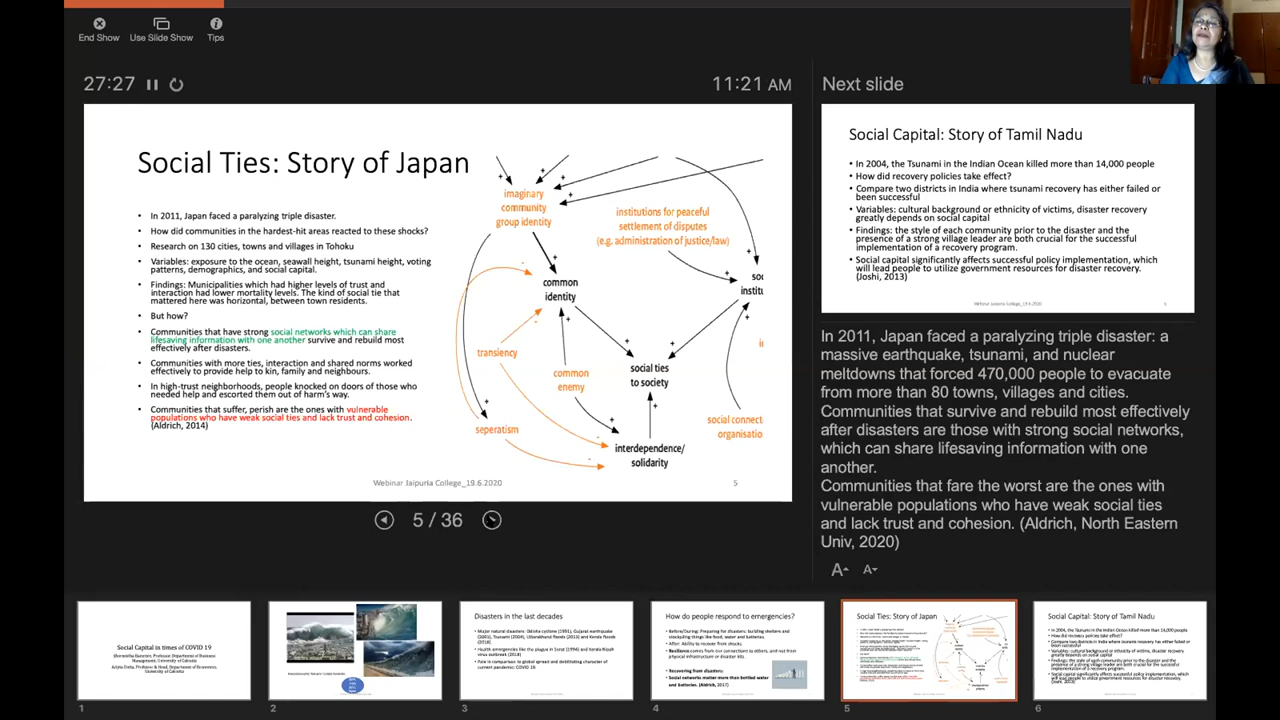 End Show
Use Slide Show
Tips
27:27
11:21 AM
Next slide
Social Ties: Story of Japan
• In 2011, Japan faced a paralyzing triple disaster.
• How did communities in the hardest-hit areas reacted to these shocks?
• Research on 130 cities, towns and villages in Tohoku
• Variables: exposure to the ocean, seawall height, tsunami height, voting
patterns, demographics, and social capital.
• Findings: Municipalities which had higher levels of trust and
interaction had lower mortality levels. The kind of social tie that
mattered here was horizontal, between town residents.
• But how?
• Communities that have strong social networks which can share
lifesaving information with one another survive and rebuild most
effectively after disasters.
• Communities with more ties, interaction and shared norms worked
effectively to provide help to kin, family and neighbours.
• In high-trust neighborhoods, people knocked on doors of those who
needed help and escorted them out of harm's way.
• Communities that suffer, perish are the ones with vulnerable
populations who have weak social ties and lack trust and cohesion.
(Aldrich, 2014)
imaginary
community
group identity
institutions for peaceful
settlement of disputes
(e.g. administration of justice/law)
common
identity
soc
institu
transiency
common
enemy
social ties
to society
seperatism
social connect
organisatio
interdependence/
solidarity
Webinar Jaipuria College_19.6.2020
5
5 / 36
Social Capital: Story of Tamil Nadu
• In 2004, the Tsunami in the Indian Ocean killed more than 14,000 people
• How did recovery policies take effect?
• Compare two districts in India where tsunami recovery has either failed or
been successful
• Variables: cultural background or ethnicity of victims, disaster recovery
greatly depends on social capital
• Findings: the style of each community prior to the disaster and the
presence of a strong village leader are both crucial for the successful
implementation of a recovery program.
• Social capital significantly affects successful policy implementation, which
will lead people to utilize government resources for disaster recovery.
(Joshi, 2013)
Webinar Jaipuria College_19.6.2020
6
In 2011, Japan faced a paralyzing triple disaster: a
massive earthquake, tsunami, and nuclear
meltdowns that forced 470,000 people to evacuate
from more than 80 towns, villages and cities.
Communities that survive and rebuild most effectively
after disasters are those with strong social networks,
which can share lifesaving information with one
another.
Communities that fare the worst are the ones with
vulnerable populations who have weak social ties
and lack trust and cohesion. (Aldrich, North Eastern
Univ, 2020)
A A
Social Capital in times of COVID 19
Disasters in the last decades
How do people respond to emergencies?
Recovering from disasters:
Social networks matter more than bottled water
and batteries. (Aldrich, 2017)
Social Ties: Story of Japan
Social Capital: Story of Tamil Nadu
1
2
3
4
5
6